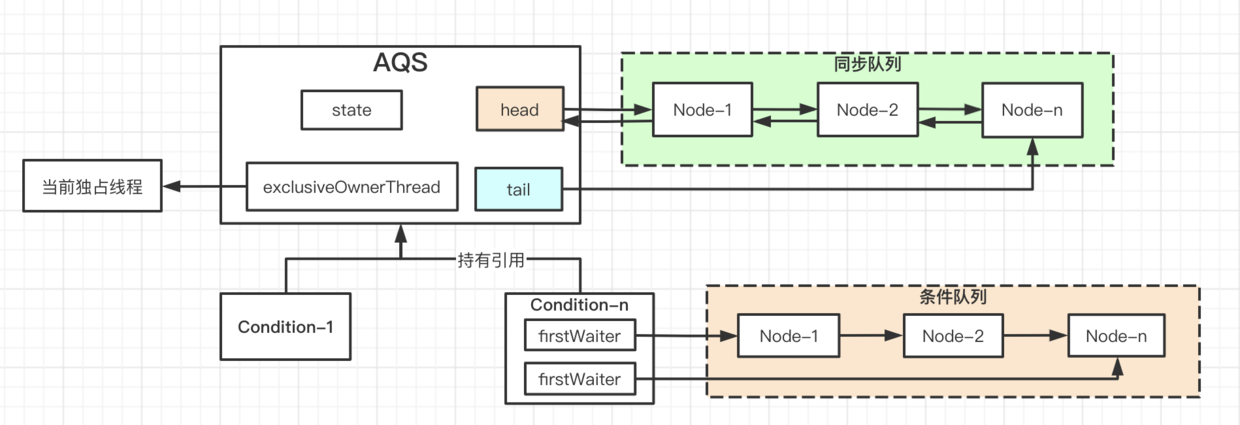 AQS
同步队列
state
head
Node-1
Node-2
Node-n
当前独占线程
exclusiveOwnerThread
tail
持有引用
Condition-1
Condition-n
firstWaiter
firstWaiter
条件队列
Node-1
Node-2
Node-n